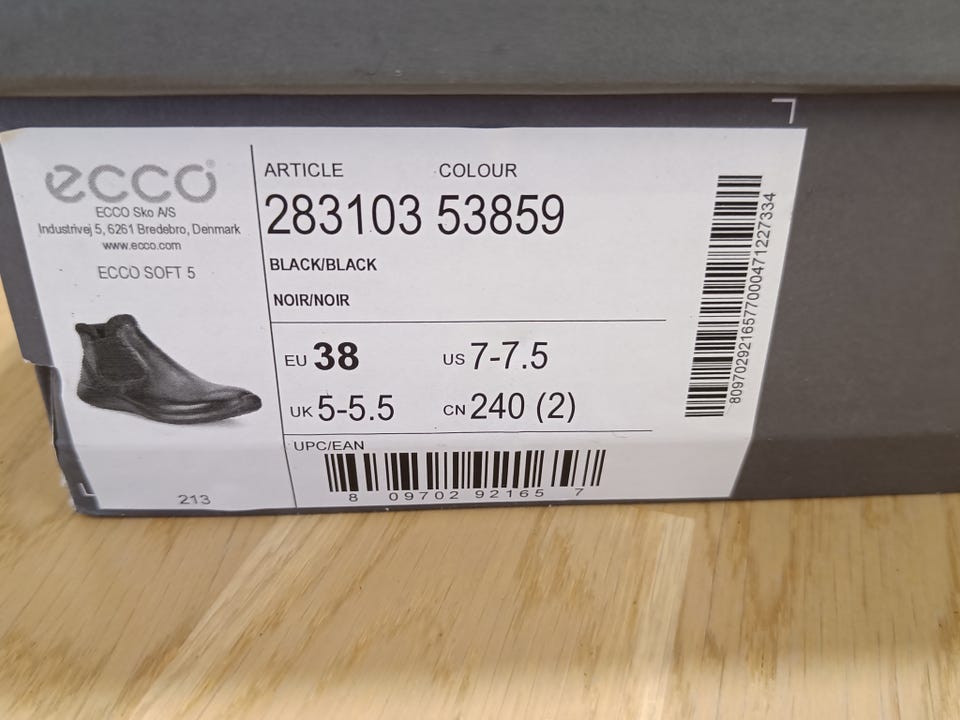 ecco®
ECCO Sko A/S
Industrivej 5, 6261 Bredebro, Denmark
www.ecco.com
ECCO SOFT 5
213
ARTICLE COLOUR
283103 53859
BLACK/BLACK
NOIR/NOIR
EU 38 US 7-7.5
UK 5-5.5 CN 240 (2)
UPC/EAN
8 09702 92165 7
809702921657700047122733​4